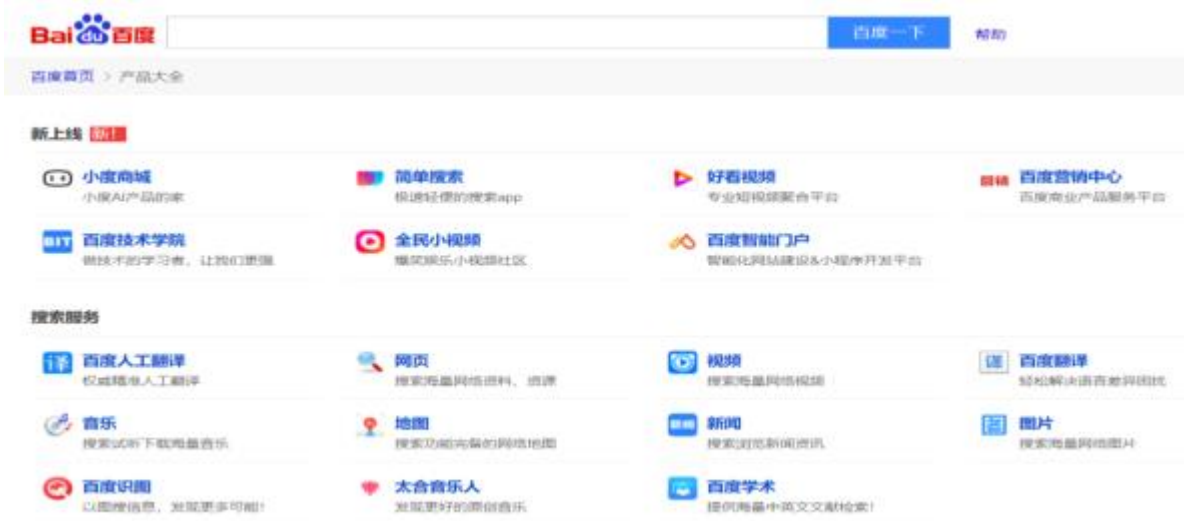 Bai du 百度
百度一下
帮助
百度首页 > 产品大全
新上线 新!
小度商城
小度AI产品的家
简单搜索
极速轻便的搜索app
好看视频
专业短视频聚合平台
营销
百度营销中心
百度商业产品服务平台
BIT
百度技术学院
做技术的学习者，让我们更强
全民小视频
爆笑娱乐小视频社区
百度智能门户
智能化网站建设&小程序开发平台
搜索服务
译
百度人工翻译
权威精准人工翻译
网页
搜索海量网络资料、资源
视频
搜索海量网络视频
译
百度翻译
轻松解决语言差异困扰
音乐
搜索试听下载海量音乐
地图
搜索功能完备的网络地图
新闻
搜索浏览新闻资讯
图片
搜索海量网络图片
百度识图
以图搜信息，发现更多可能！
太合音乐人
发现更好的原创音乐
百度学术
提供海量中英文文献检索！